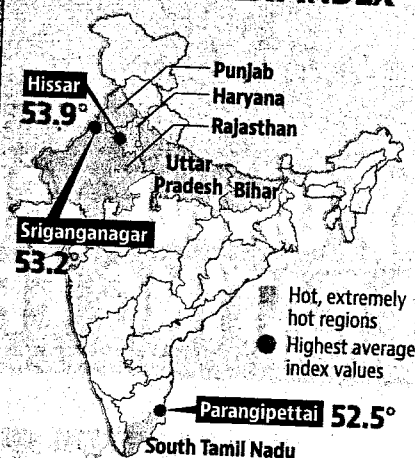 INDEX
Punjab
Hissar
53.9°
Haryana
Rajasthan
Uttar
Pradesh
Bihar
Sriganganagar
53.2°
Hot, extremely
hot regions
Highest average
index values
Parangipettai 52.5°
South Tamil Nadu